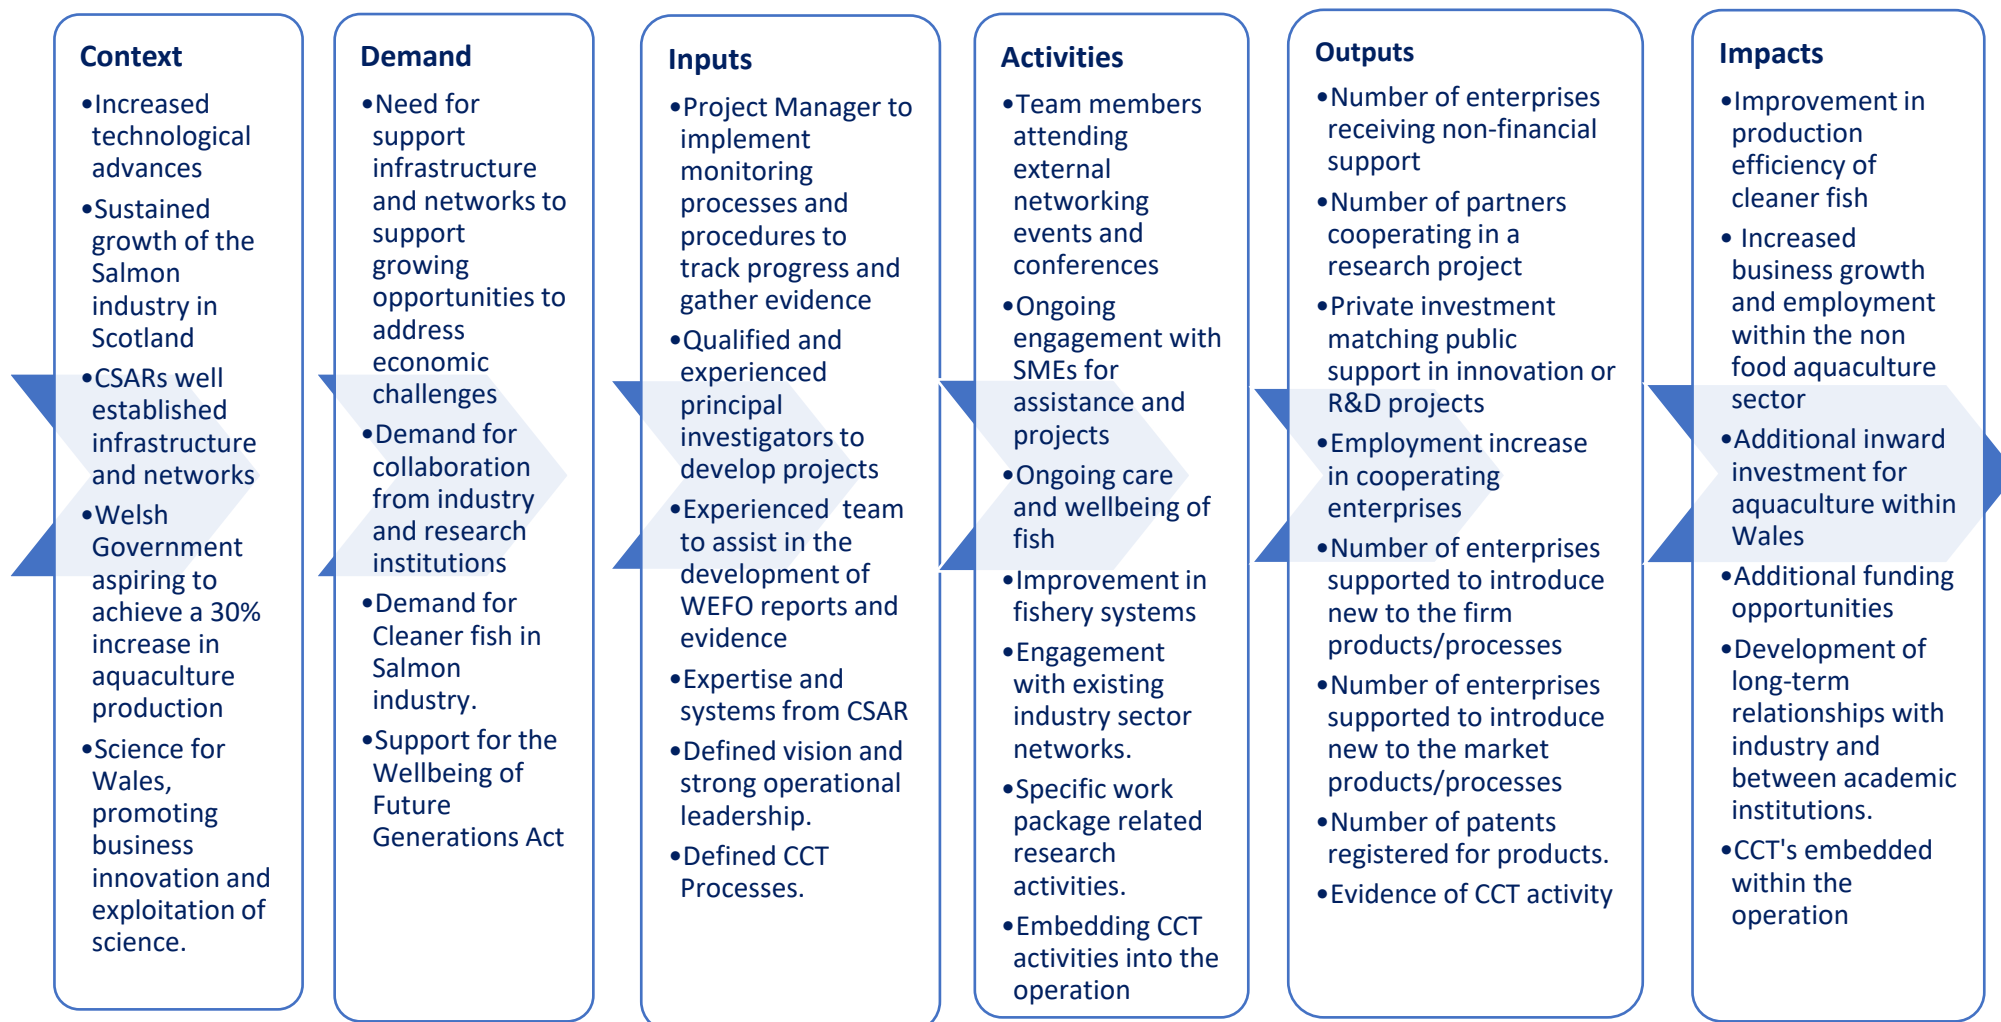 Context
•Increased
technological
advances
•Sustained
growth of the
Salmon
industry in
Scotland
•CSARs well
established
infrastructure
and networks
•Welsh
Government
aspiring to
achieve a 30%
increase in
aquaculture
production
•Science for
Wales,
promoting
business
innovation and
exploitation of
science.
Demand
•Need for
support
infrastructure
and networks to
support
growing
opportunities to
address
economic
challenges
•Demand for
collaboration
from industry
and research
institutions
•Demand for
Cleaner fish in
Salmon
industry.
•Support for the
Wellbeing of
Future
Generations Act
Inputs
•Project Manager to
implement
monitoring
processes and
procedures to
track progress and
gather evidence
•Qualified and
experienced
principal
investigators to
develop projects
•Experienced team
to assist in the
development of
WEFO reports and
evidence
•Expertise and
systems from CSAR
•Defined vision and
strong operational
leadership.
•Defined CCT
Processes.
Activities
•Team members
attending
external
networking
events and
conferences
•Ongoing
engagement with
SMEs for
assistance and
projects
•Ongoing care
and wellbeing of
fish
•Improvement in
fishery systems
•Engagement
with existing
industry sector
networks.
•Specific work
package related
research
activities.
•Embedding CCT
activities into the
operation
Outputs
•Number of enterprises
receiving non-financial
support
•Number of partners
cooperating in a
research project
•Private investment
matching public
support in innovation or
R&D projects
•Employment increase
in cooperating
enterprises
•Number of enterprises
supported to introduce
new to the firm
products/processes
•Number of enterprises
supported to introduce
new to the market
products/processes
•Number of patents
registered for products.
•Evidence of CCT activity
Impacts
•Improvement in
production
efficiency of
cleaner fish
• Increased
business growth
and employment
within the non
food aquaculture
sector
•Additional inward
investment for
aquaculture within
Wales
•Additional funding
opportunities
•Development of
long-term
relationships with
industry and
between academic
institutions.
•CCT's embedded
within the
operation